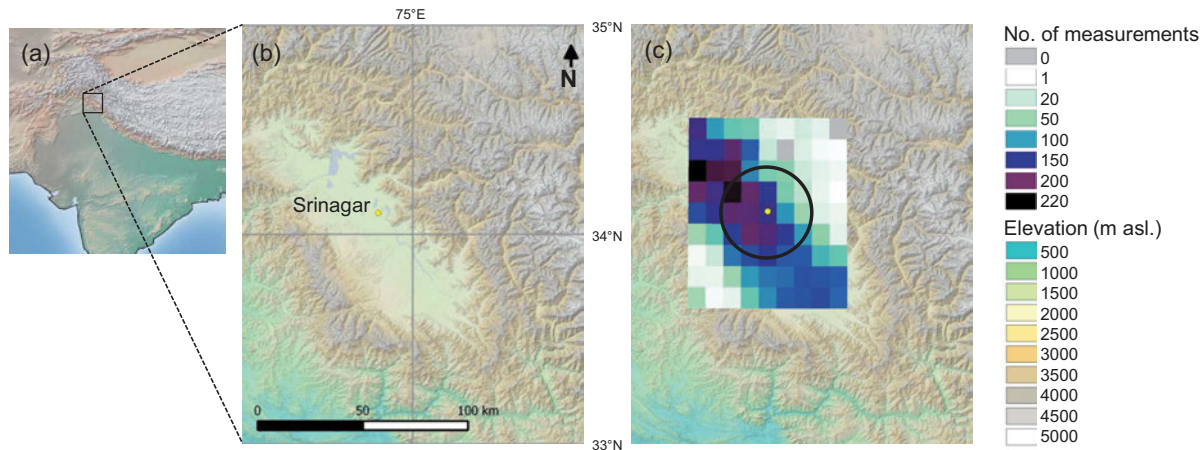 (a)
75°E
(b)
N
Srinagar
0 50 100 km
35°N
34°N
33°N
(c)
No. of measurements
0
1
20
50
100
150
200
220
Elevation (m asl.)
500
1000
1500
2000
2500
3000
3500
4000
4500
5000